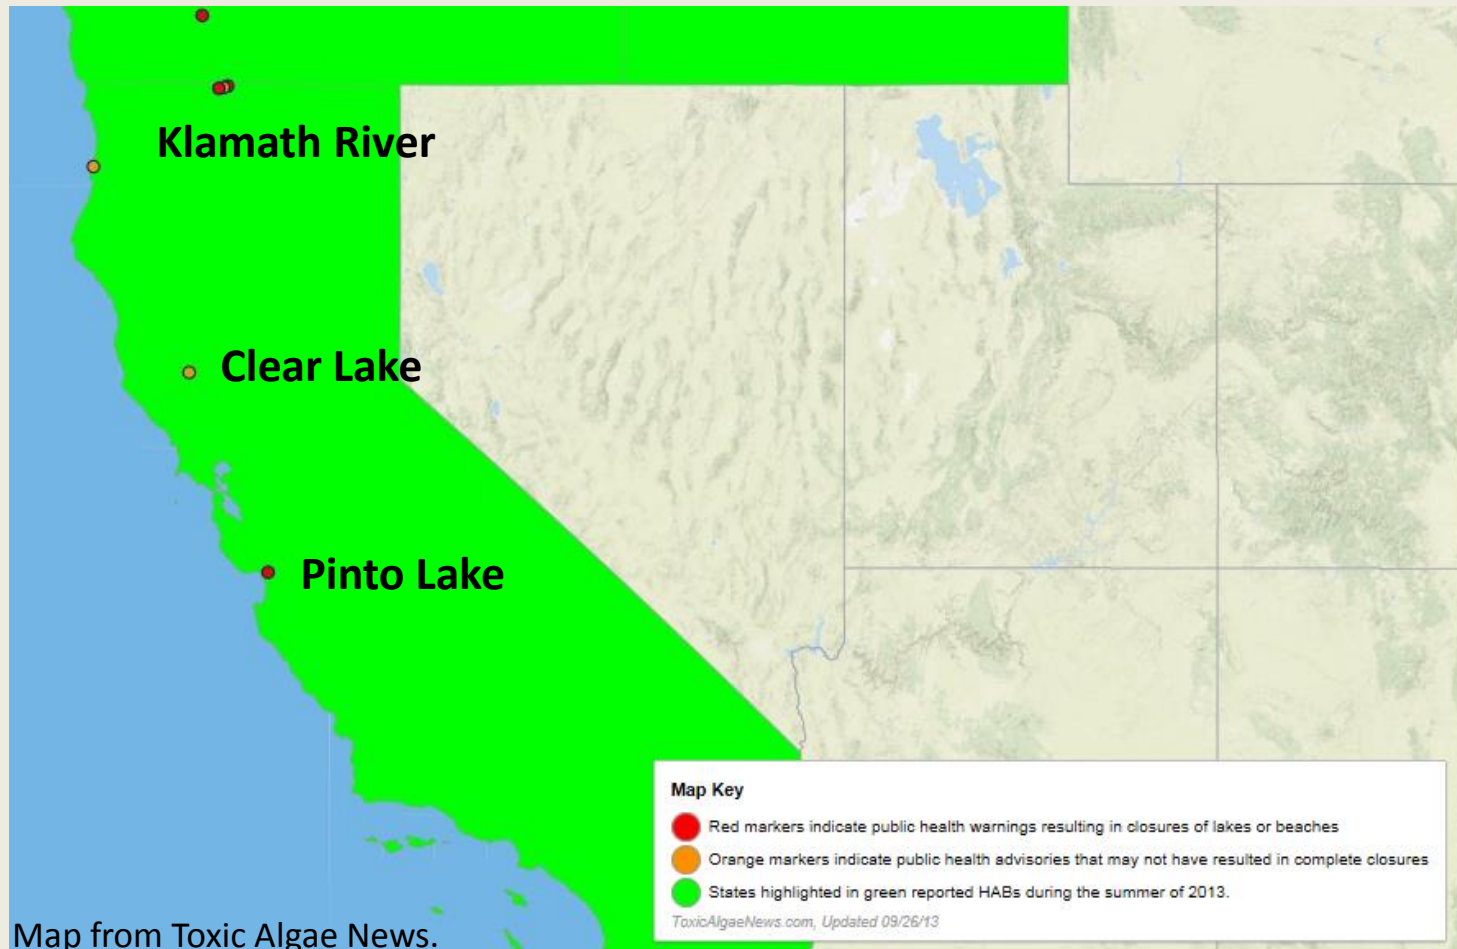 Klamath River
Clear Lake
Pinto Lake
Map Key
Red markers indicate public health warnings resulting in closures of lakes or beaches
Orange markers indicate public health advisories that may not have resulted in complete closures
States highlighted in green reported HABs during the summer of 2013.
ToxicAlgaeNews.com, Updated 09/26/13
Map from Toxic Algae News.